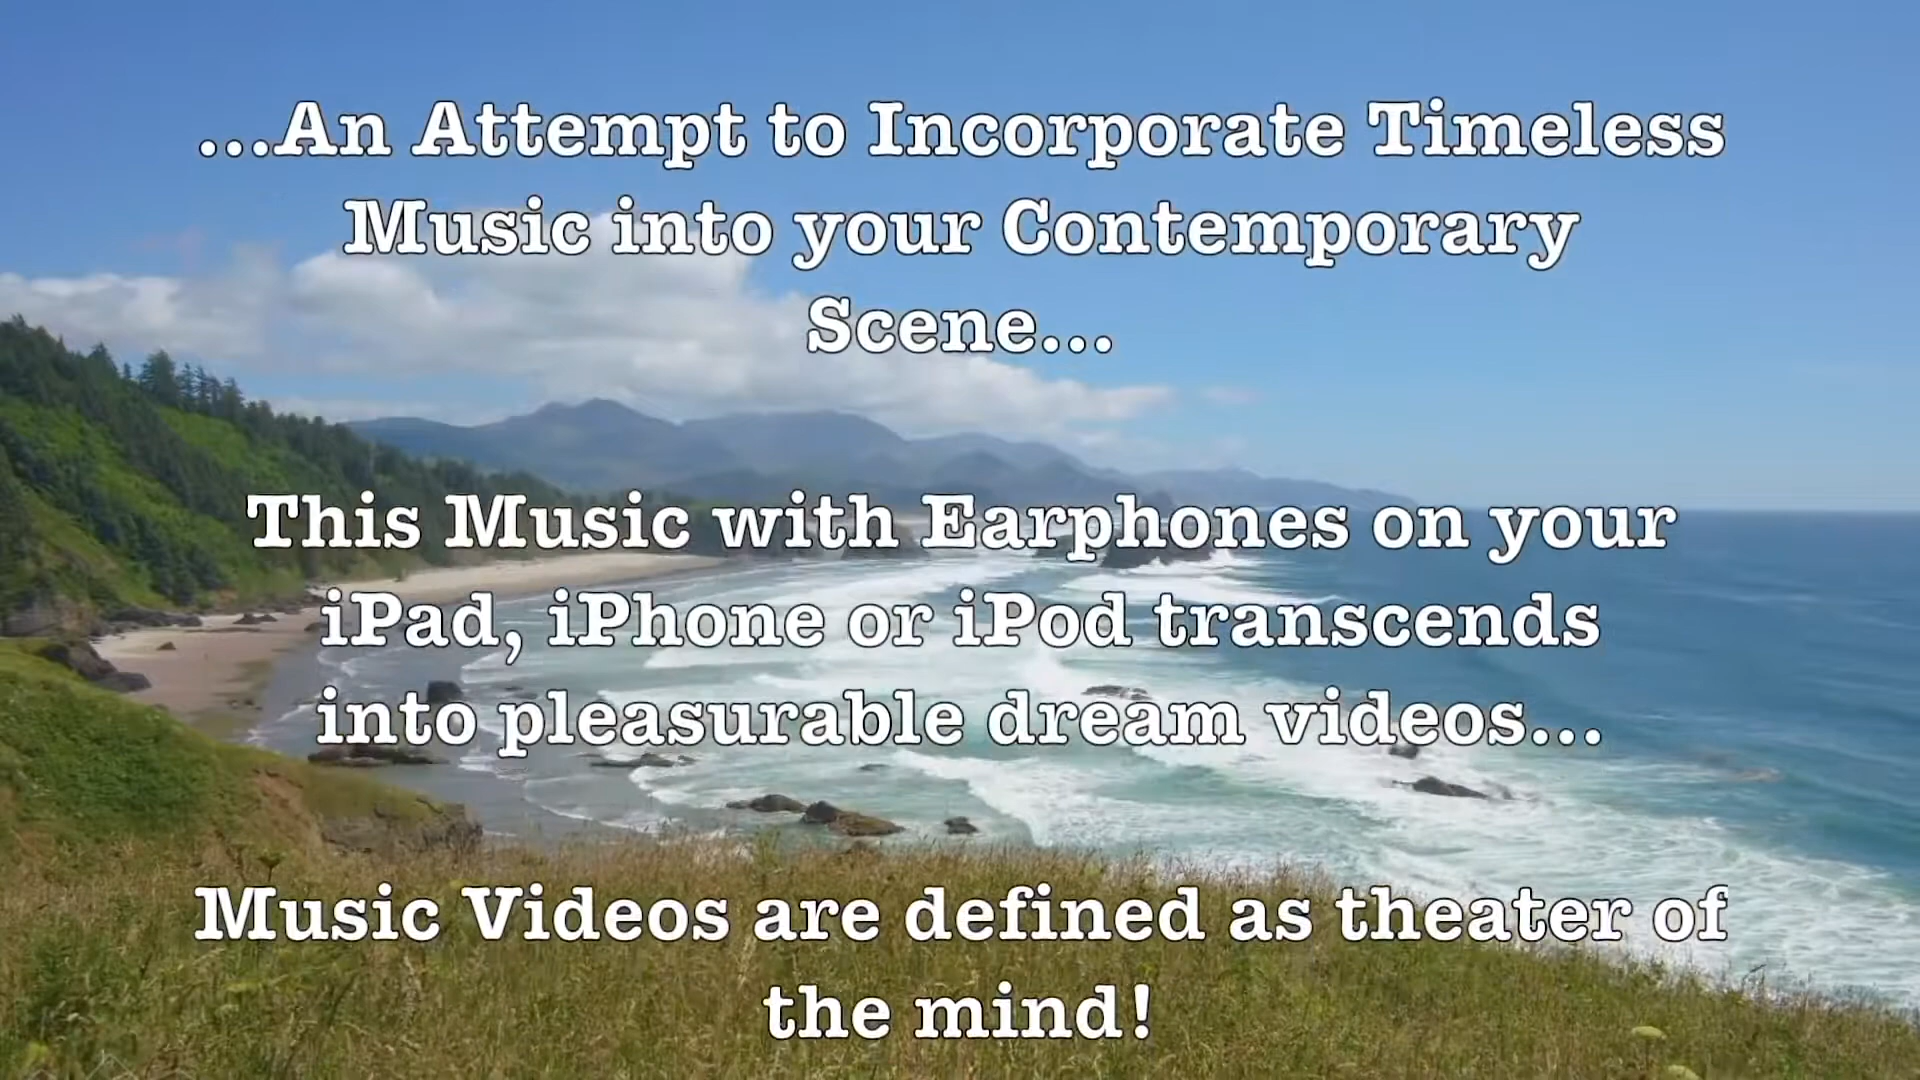 ...An Attempt to Incorporate Timeless
Music into your Contemporary
Scene...
This Music with Earphones on your
iPad, iPhone or iPod transcends
into pleasurable dream videos...
Music Videos are defined as theater of
the mind!